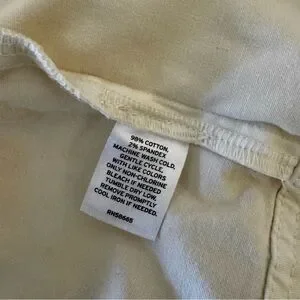 98% COTTON,
2% SPANDEX
MACHINE WASH COLD,
GENTLE CYCLE,
WITH LIKE COLORS
ONLY NON-CHLORINE
BLEACH IF NEEDED
TUMBLE DRY LOW,
REMOVE PROMPTLY
COOL IRON IF NEEDED.
RN58665